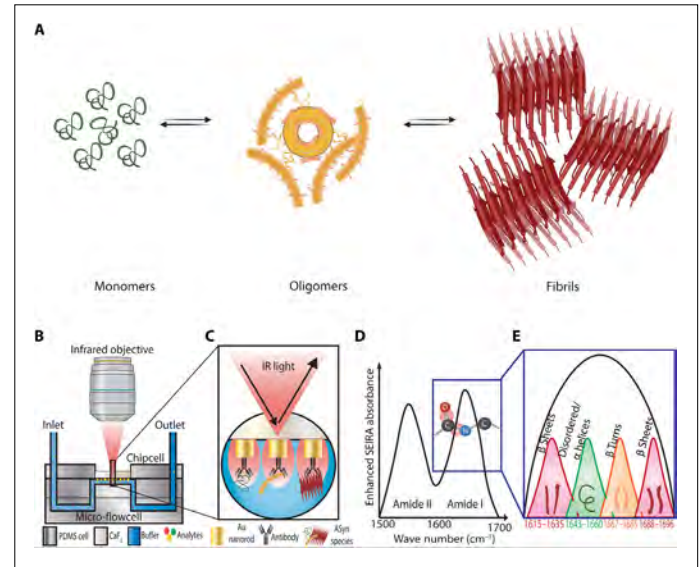 A
Monomers
Oligomers
Fibrils
B
Infrared objective
Inlet
Outlet
Chipcell
Micro-flowcell
PDMS cell
CaF₂
Buffer
Analytes
Au nanorod
Antibody
ASyn species
C
IR light
D
Enhanced SEIRA absorbance
Amide II
Amide I
1500
1600
1700
Wave number (cm⁻¹)
O
C
N
C
E
β Sheets
Disordered/
α helices
β Turns
β Sheets
1615–1635
1645–1660
1667–1685
1688–1696